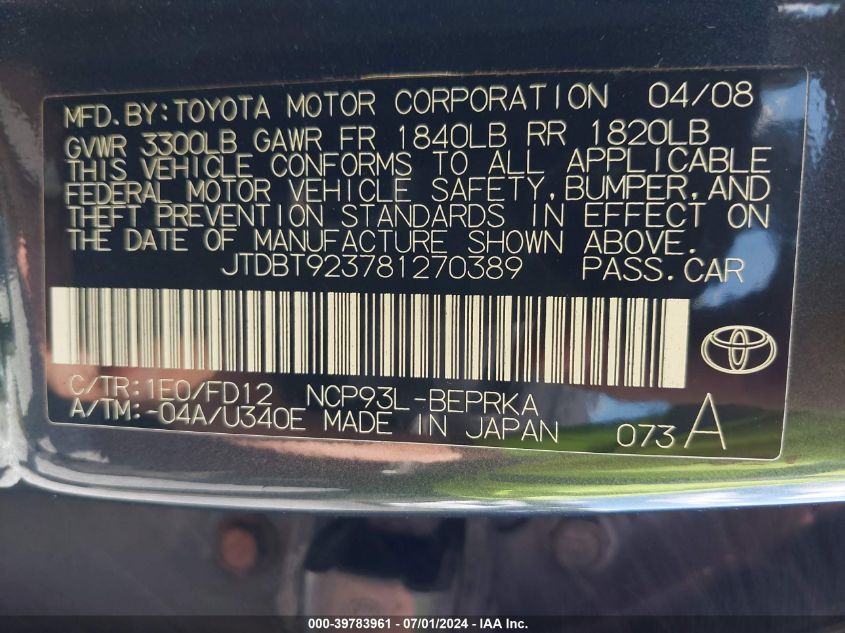 MFD.BY:TOYOTA MOTOR CORPORATION 04/08
GVWR 3300LB GAWR FR 1840LB RR 1820LB
THIS VEHICLE CONFORMS TO ALL APPLICABLE
FEDERAL MOTOR VEHICLE SAFETY,BUMPER,AND
THEFT PREVENTION STANDARDS IN EFFECT ON
THE DATE OF MANUFACTURE SHOWN ABOVE.
JTDBT923781270389 PASS.CAR
C/TR:1E0/FD12 NCP93L-BEPRKA
A/TM:-04A/U340E MADE IN JAPAN 073A
000-39783961 - 07/01/2024 - IAA Inc.